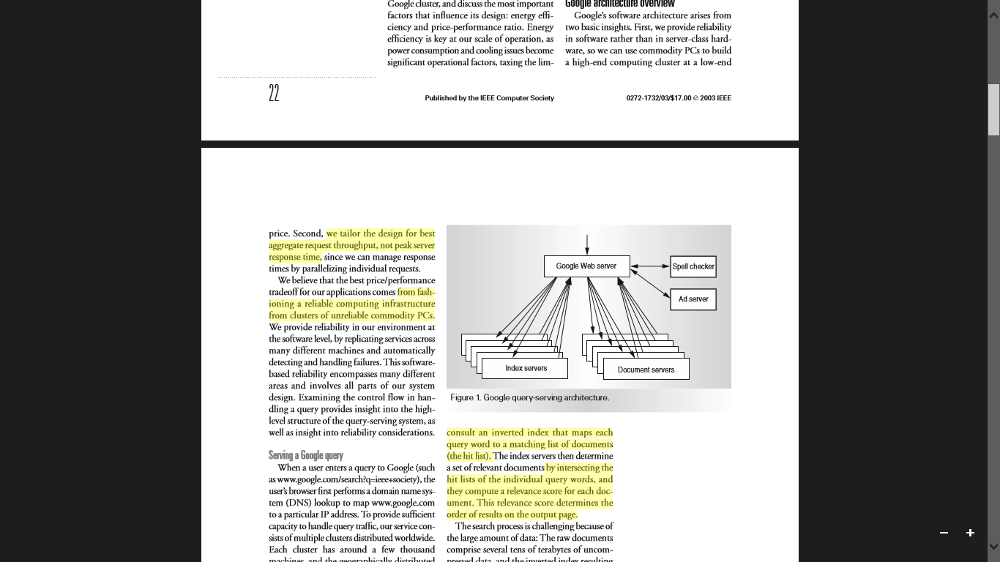 Google cluster, and discuss the most important
factors that influence its design: energy effi-
ciency and price-performance ratio. Energy
efficiency is key at our scale of operation, as
power consumption and cooling issues become
significant operational factors, taxing the lim-
Google architecture overview
Google's software architecture arises from
two basic insights. First, we provide reliability
in software rather than in server-class hard-
ware, so we can use commodity PCs to build
a high-end computing cluster at a low-end
22
Published by the IEEE Computer Society
0272-1732/03/$17.00 © 2003 IEEE
price. Second, we tailor the design for best
aggregate request throughput, not peak server
response time, since we can manage response
times by parallelizing individual requests.
We believe that the best price/performance
tradeoff for our applications comes from fash-
ioning a reliable computing infrastructure
from clusters of unreliable commodity PCs.
We provide reliability in our environment at
the software level, by replicating services across
many different machines and automatically
detecting and handling failures. This software-
based reliability encompasses many different
areas and involves all parts of our system
design. Examining the control flow in han-
dling a query provides insight into the high-
level structure of the query-serving system, as
well as insight into reliability considerations.
Serving a Google query
When a user enters a query to Google (such
as www.google.com/search?q=ieee+society), the
user's browser first performs a domain name sys-
tem (DNS) lookup to map www.google.com
to a particular IP address. To provide sufficient
capacity to handle query traffic, our service con-
sists of multiple clusters distributed worldwide.
Each cluster has around a few thousand
machines, and the geographically distributed
Google Web server
Spell checker
Ad server
Index servers
Document servers
Figure 1. Google query-serving architecture.
consult an inverted index that maps each
query word to a matching list of documents
(the hit list). The index servers then determine
a set of relevant documents by intersecting the
hit lists of the individual query words, and
they compute a relevance score for each doc-
ument. This relevance score determines the
order of results on the output page.
The search process is challenging because of
the large amount of data: The raw documents
comprise several tens of terabytes of uncom-
pressed data, and the inverted index resulting